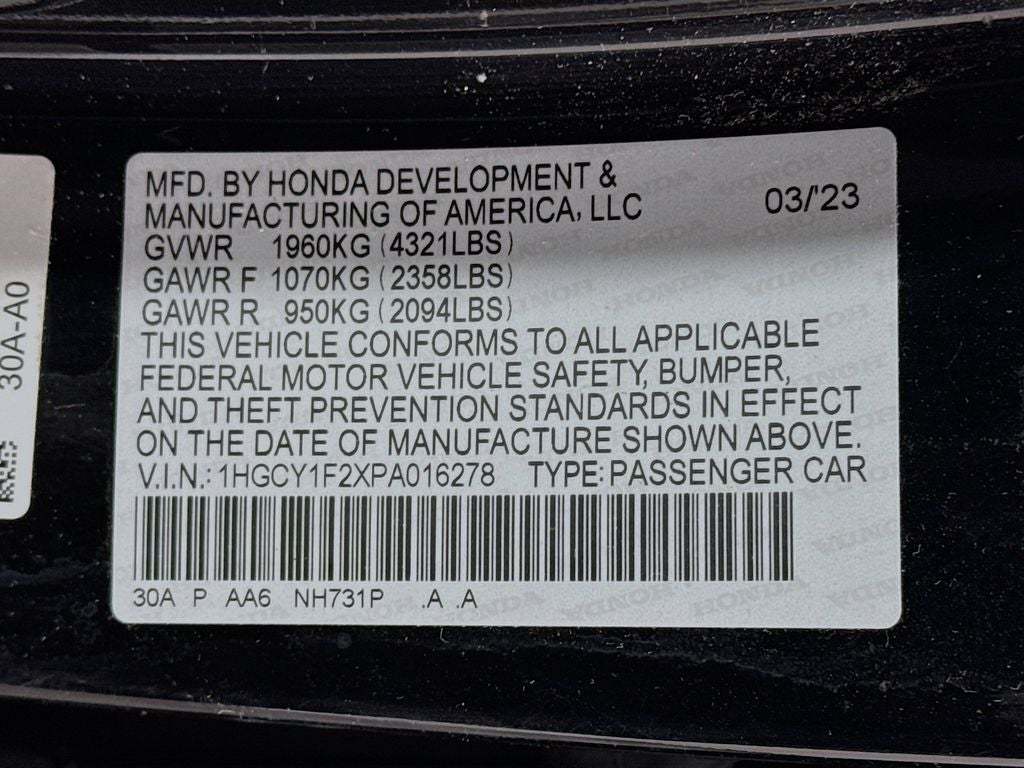 MFD. BY HONDA DEVELOPMENT &
MANUFACTURING OF AMERICA, LLC 03/'23
GVWR 1960KG (4321LBS)
GAWR F 1070KG (2358LBS)
GAWR R 950KG (2094LBS)
THIS VEHICLE CONFORMS TO ALL APPLICABLE
FEDERAL MOTOR VEHICLE SAFETY, BUMPER,
AND THEFT PREVENTION STANDARDS IN EFFECT
ON THE DATE OF MANUFACTURE SHOWN ABOVE.
V.I.N.: 1HGCY1F2XPA016278 TYPE: PASSENGER CAR
30A P AA6 NH731P .A .A
30A-A0